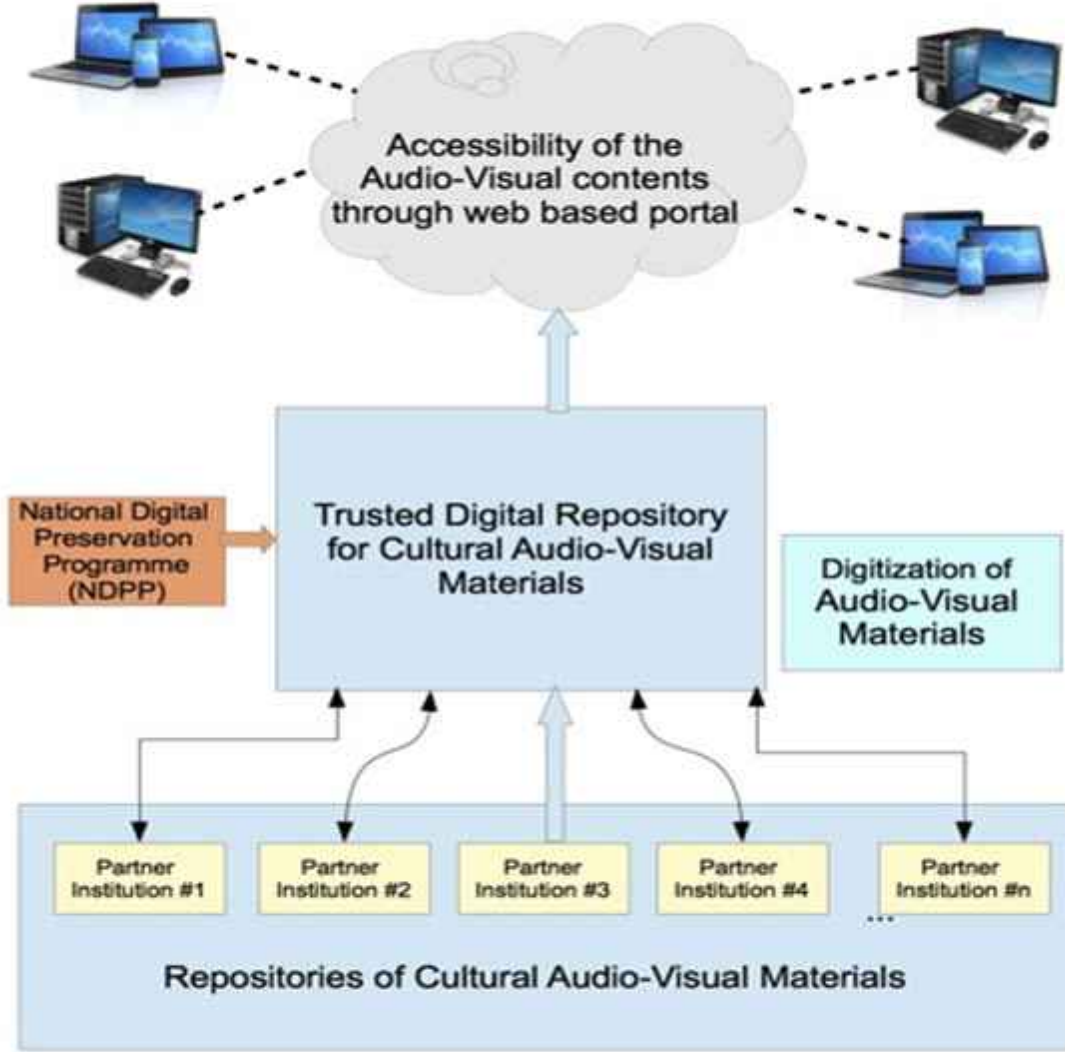 Accessibility of the
Audio-Visual contents
through web based portal
National Digital
Preservation
Programme
(NDPP)
Trusted Digital Repository
for Cultural Audio-Visual
Materials
Digitization of
Audio-Visual
Materials
Partner
Institution #1
Partner
Institution #2
Partner
Institution #3
Partner
Institution #4
...
Partner
Institution #n
Repositories of Cultural Audio-Visual Materials